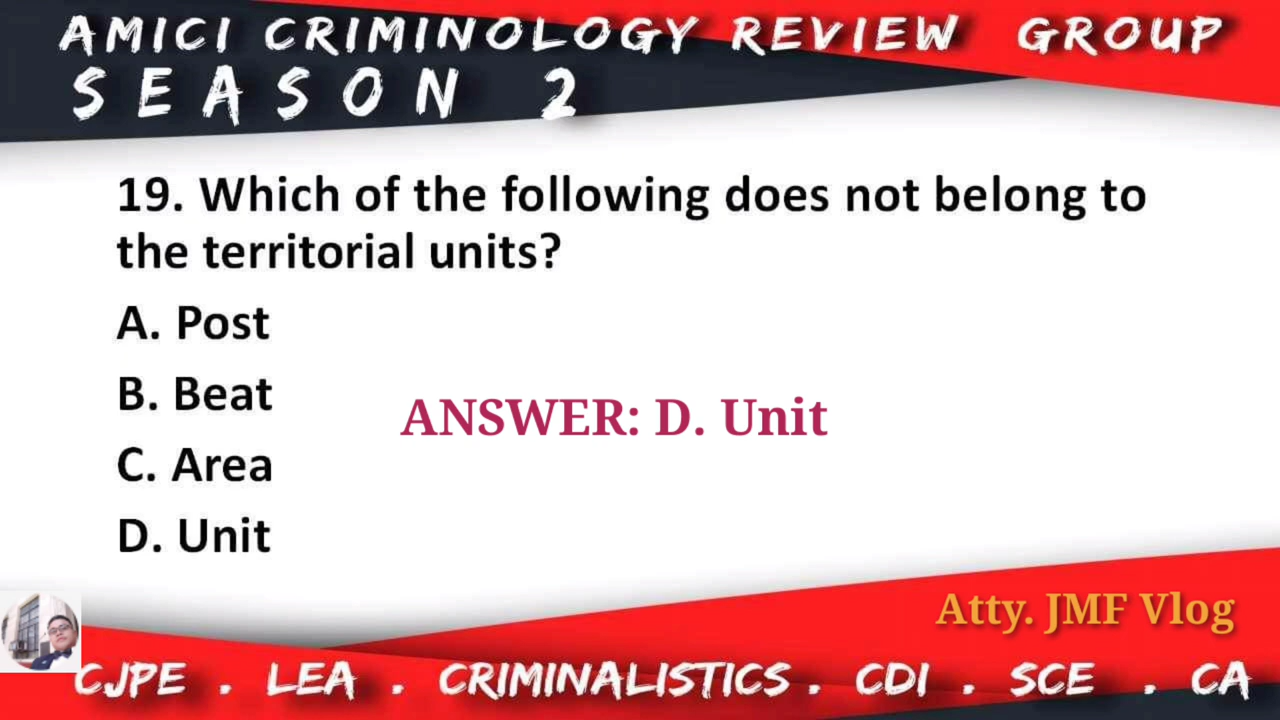 AMICI CRIMINOLOGY REVIEW GROUP
SEASON 2
19. Which of the following does not belong to
the territorial units?
A. Post
B. Beat
ANSWER: D. Unit
C. Area
D. Unit
Atty. JMF Vlog
CJPE . LEA . CRIMINALISTICS . CDI . SCE . CA